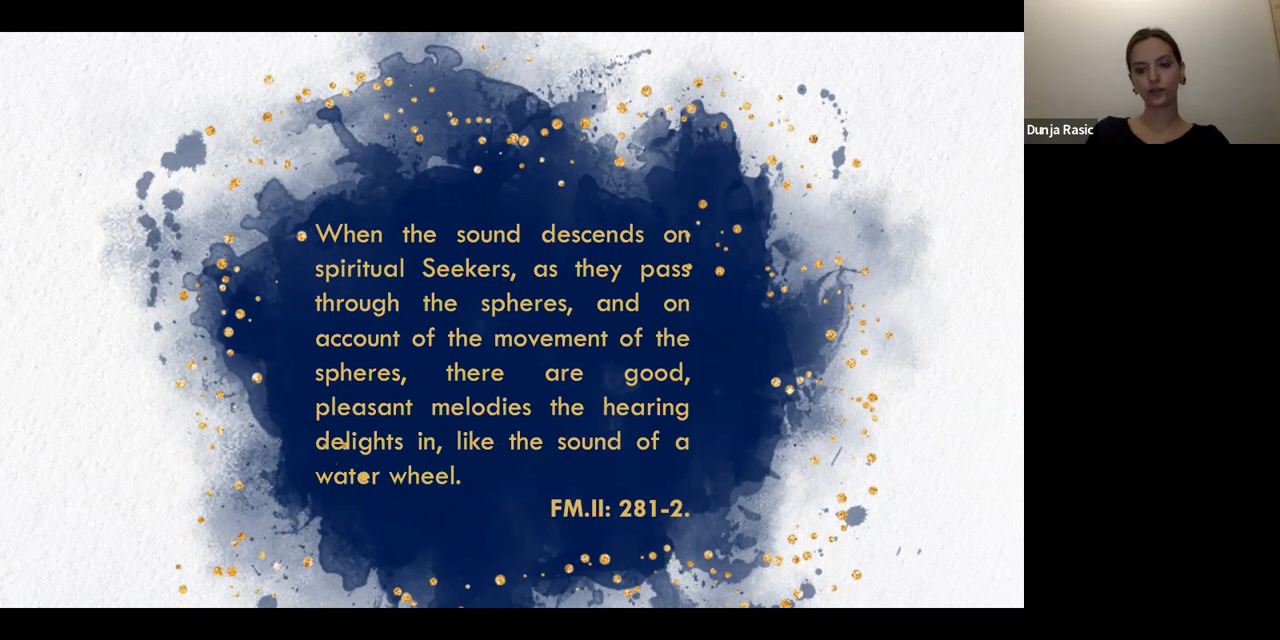 When the sound descends on
spiritual Seekers, as they pass
through the spheres, and on
account of the movement of the
spheres, there are good,
pleasant melodies the hearing
delights in, like the sound of a
water wheel.
FM.II: 281-2.
Dunja Rasic